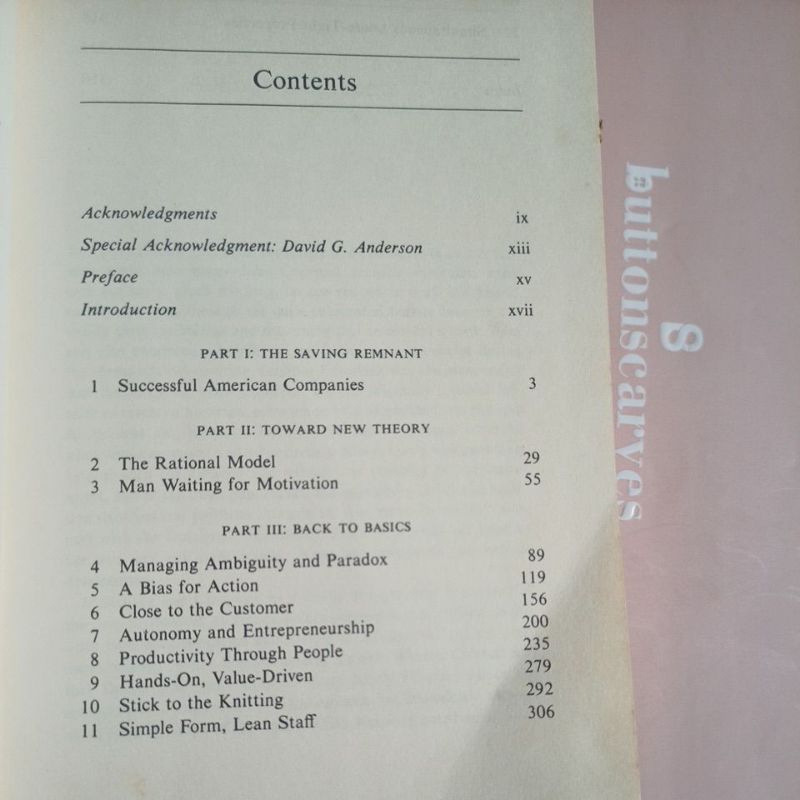 Contents
Acknowledgments ix
Special Acknowledgment: David G. Anderson xiii
Preface xv
Introduction xvii
PART I: THE SAVING REMNANT
1 Successful American Companies 3
PART II: TOWARD NEW THEORY
2 The Rational Model 29
3 Man Waiting for Motivation 55
PART III: BACK TO BASICS
4 Managing Ambiguity and Paradox 89
5 A Bias for Action 119
6 Close to the Customer 156
7 Autonomy and Entrepreneurship 200
8 Productivity Through People 235
9 Hands-On, Value-Driven 279
10 Stick to the Knitting 292
11 Simple Form, Lean Staff 306
buttonscarves